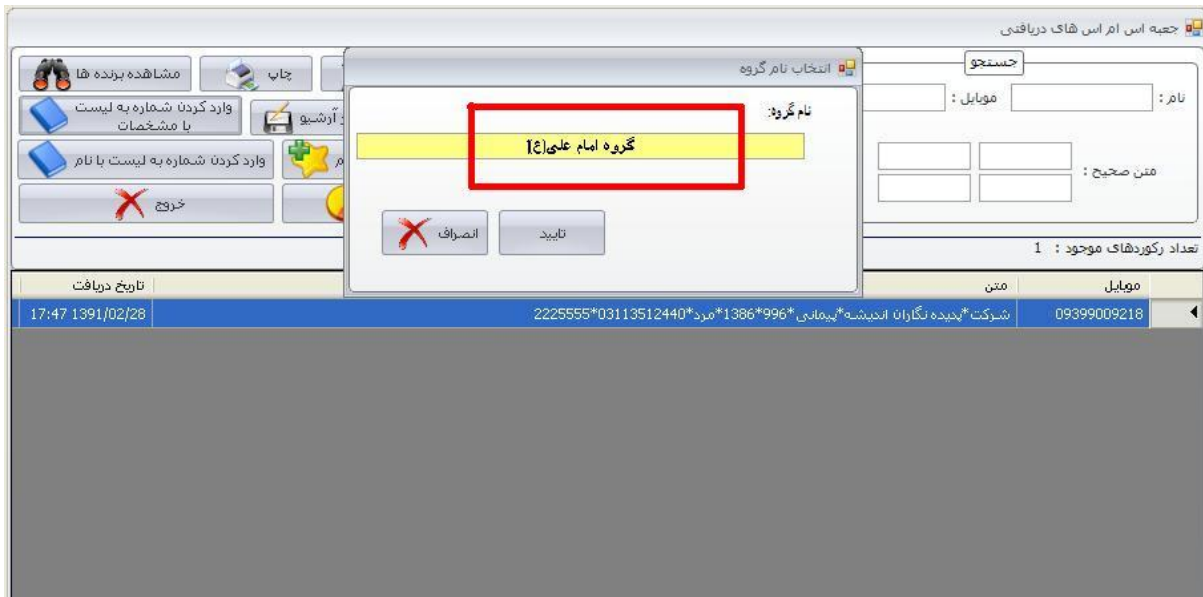 جعبه اس ام اس های دریافتی
جستجو
نام :
موبایل :
متن صحیح :
انتخاب نام گروه
نام گروه:
گروه امام علی(ع)
تایید
انصراف
چاپ
مشاهده برنده ها
آرشیو
وارد کردن شماره به لیست
با مشخصات
وارد کردن شماره به لیست با نام
خروج
تعداد رکوردهای موجود : 1
موبایل متن تاریخ دریافت
09399009218 شرکت*پدیده نگاران اندیشه*پیمانی*996*1386*مرد*03113512440*2225555 17:47 1391/02/28